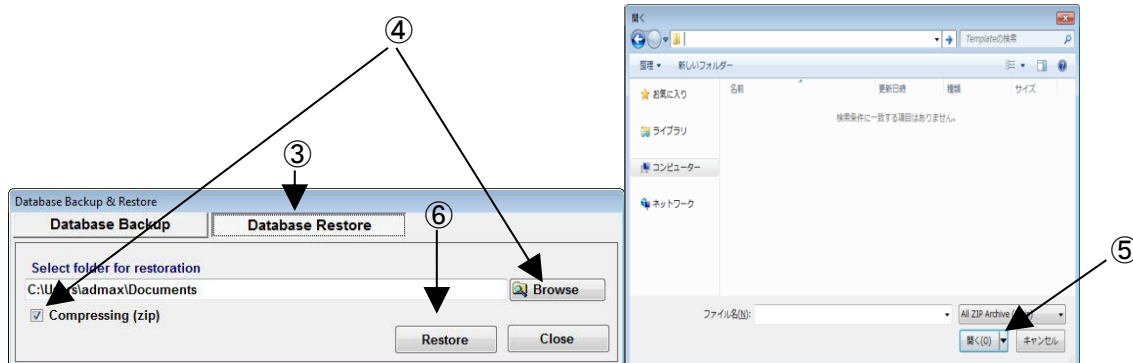 ④
③
⑥
Database Backup & Restore
Database Backup
Database Restore
Select folder for restoration
C:\Users\admax\Documents
Browse
Compressing (zip)
Restore
Close
開く
Templateの検索
整理
新しいフォルダー
名前
更新日時
種類
サイズ
お気に入り
検索条件に一致する項目はありません。
ライブラリ
コンピューター
ネットワーク
⑤
ファイル名(N):
All ZIP Archive
開く(O)
キャンセル